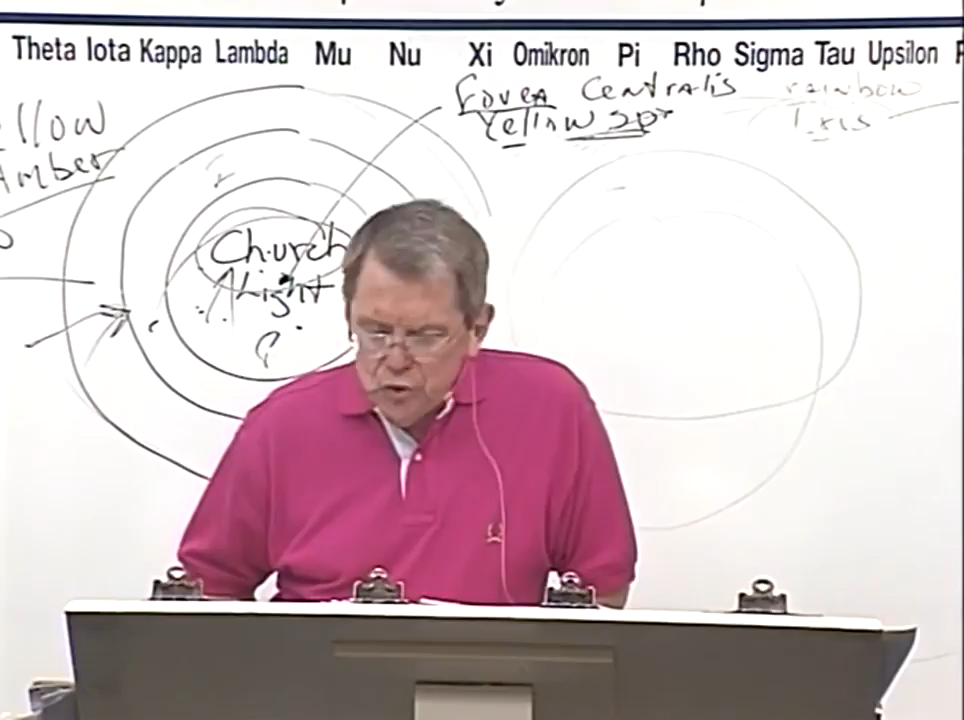 Theta Iota Kappa Lambda Mu Nu Xi Omikron Pi Rho Sigma Tau Upsilon
Fovea Centralis rainbow
Yellow spot Iris
llow
Amber
Church
Light